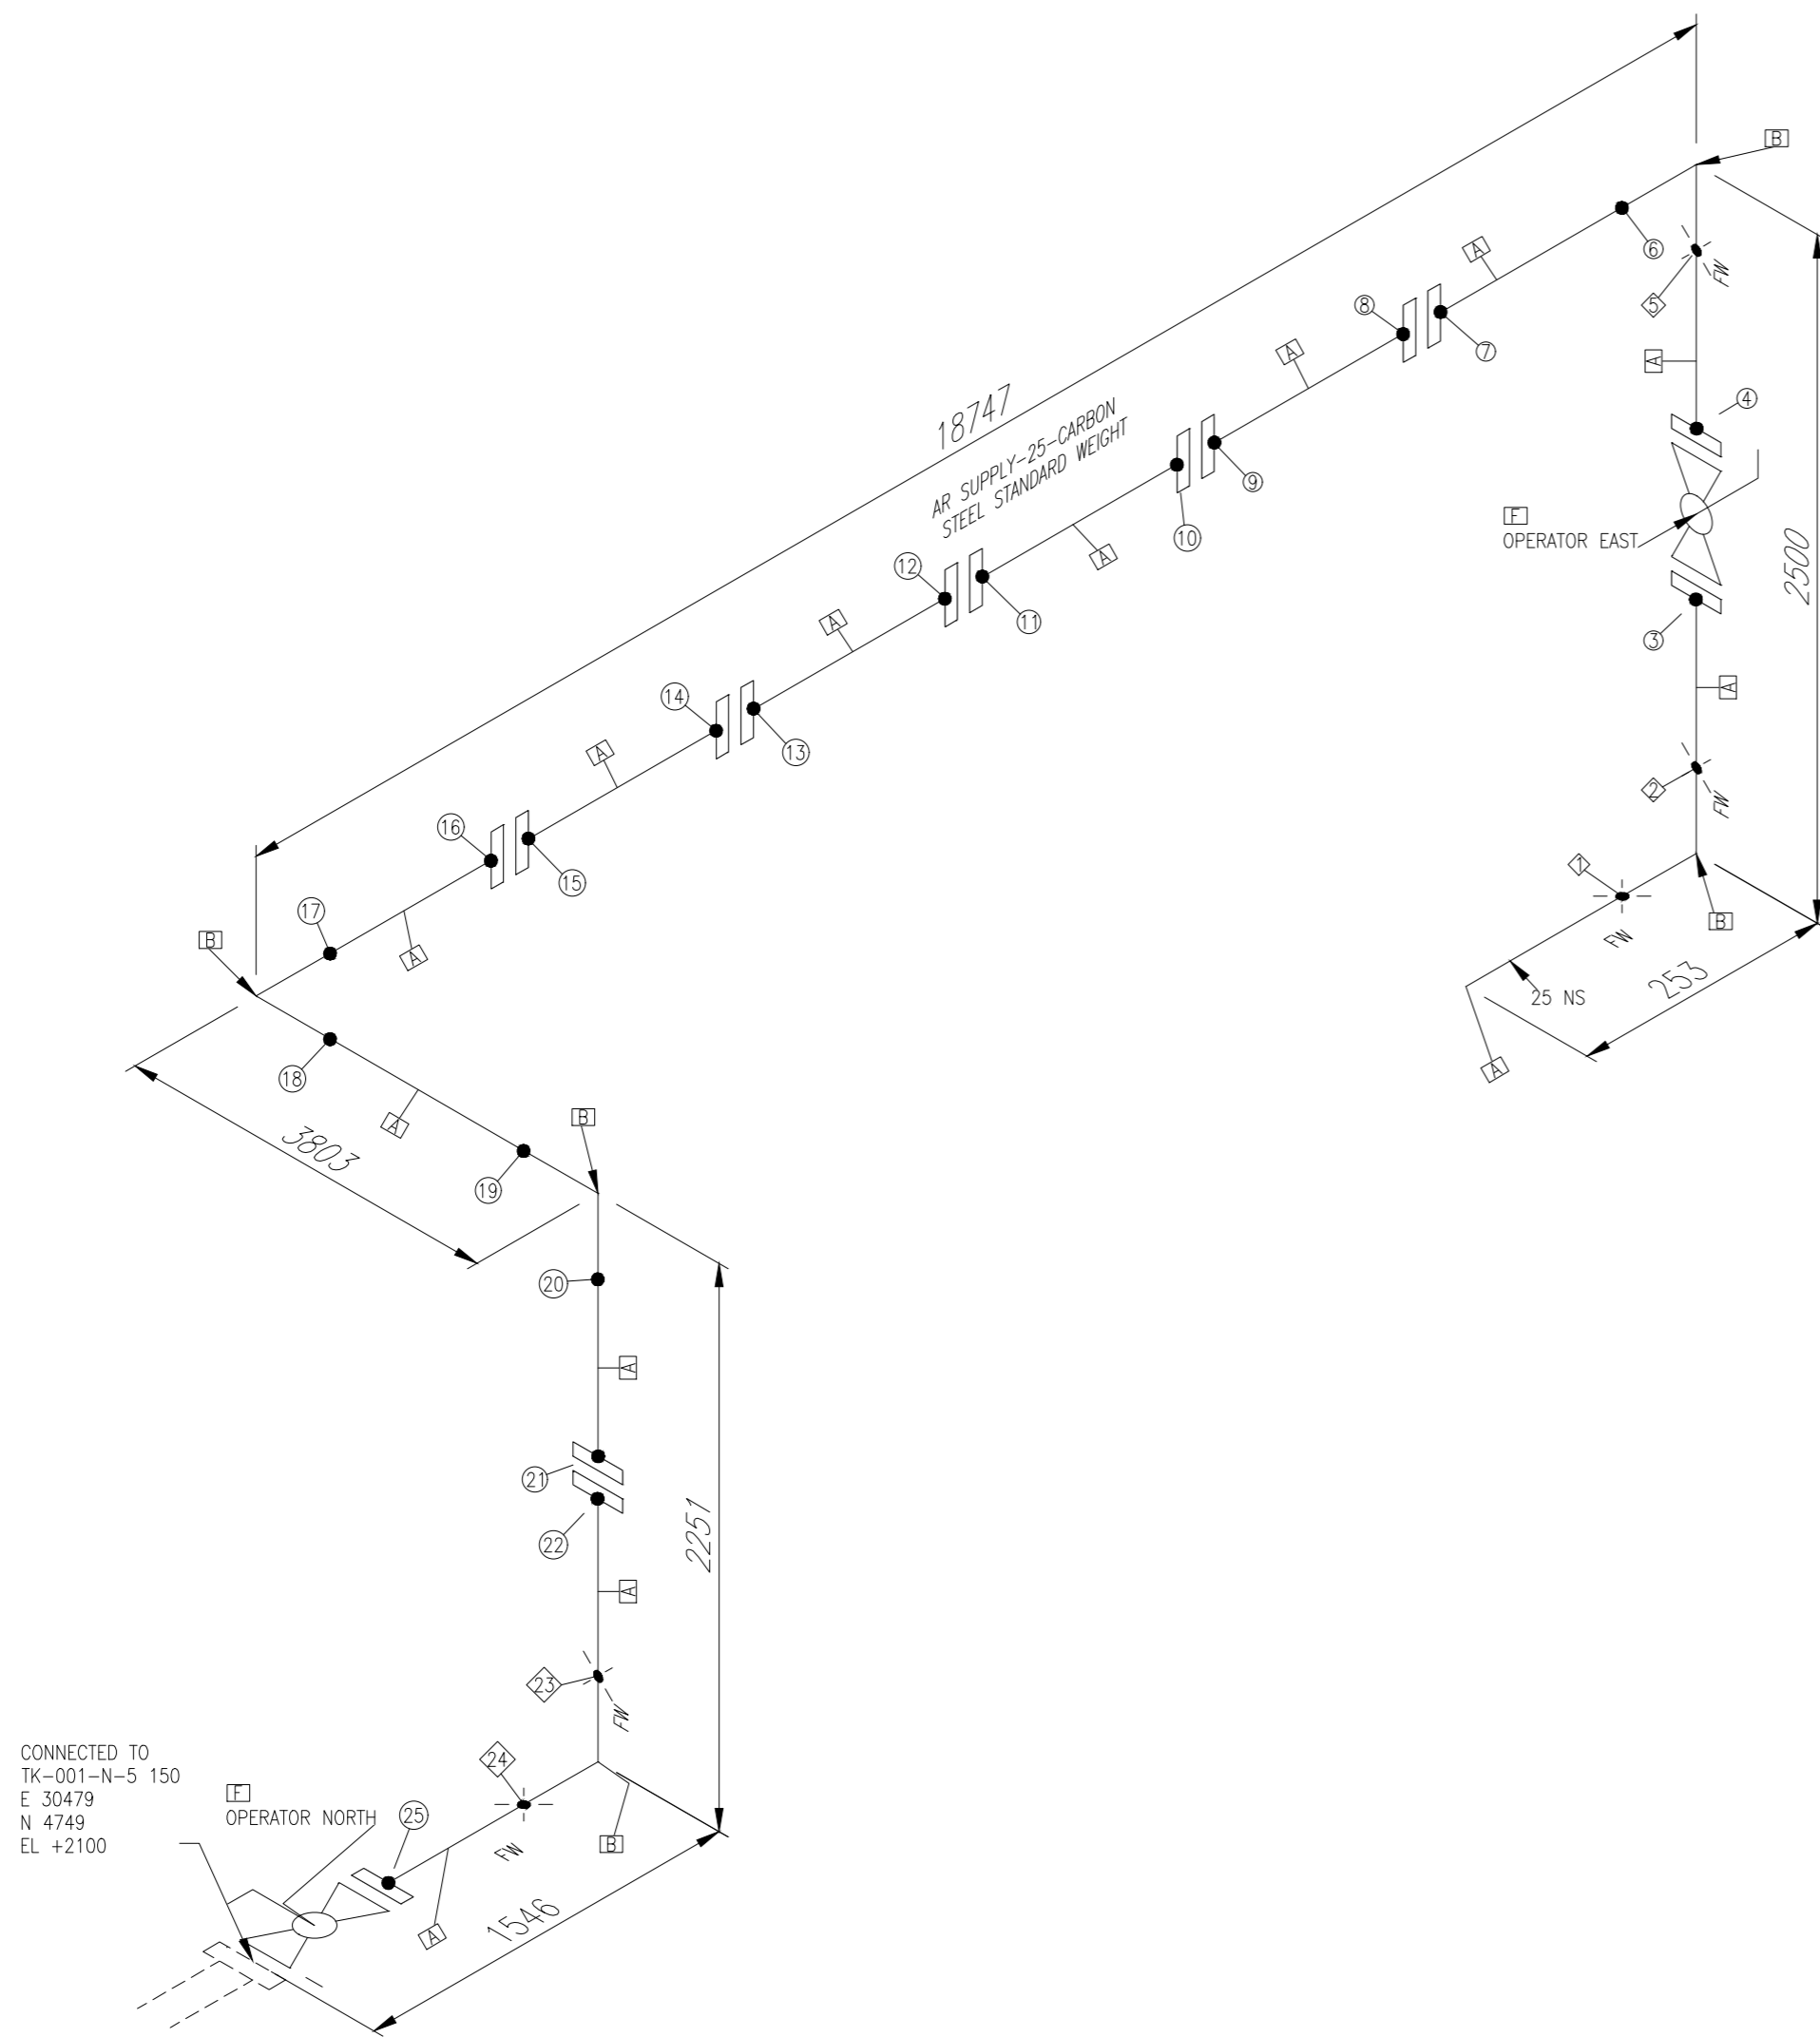 B
6
A
FW
5
8
7
A
A
4
18747
AR SUPPLY-25-CARBON
STEEL STANDARD WEIGHT
9
F
OPERATOR EAST
2500
10
A
12
11
3
A
A
14
13
2
FW
A
16
15
1
B
17
FW
B
A
253
25 NS
A
18
A
B
3803
19
20
A
21
2251
22
A
23
FW
CONNECTED TO
TK-001-N-5 150
E 30479
N 4749
EL +2100
24
F
OPERATOR NORTH
25
FW
B
A
1546